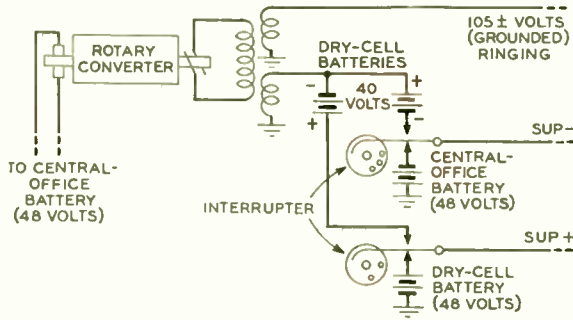 105± VOLTS
(GROUNDED)
RINGING
ROTARY
CONVERTER
DRY-CELL
BATTERIES
-
40
VOLTS
+
+
-
SUP-
TO CENTRAL-
OFFICE
BATTERY
(48 VOLTS)
CENTRAL-
OFFICE
BATTERY
(48 VOLTS)
INTERRUPTER
SUP+
DRY-CELL
BATTERY
(48 VOLTS)